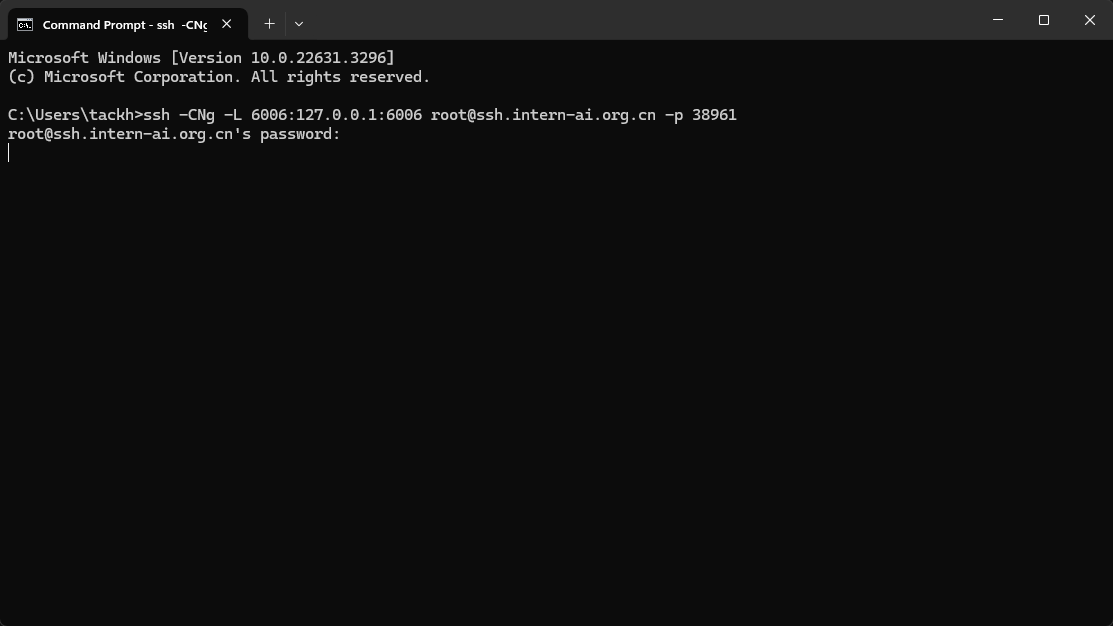 Command Prompt - ssh -CNg
Microsoft Windows [Version 10.0.22631.3296]
(c) Microsoft Corporation. All rights reserved.
C:\Users\tackh>ssh -CNg -L 6006:127.0.0.1:6006 root@ssh.intern-ai.org.cn -p 38961
root@ssh.intern-ai.org.cn's password: